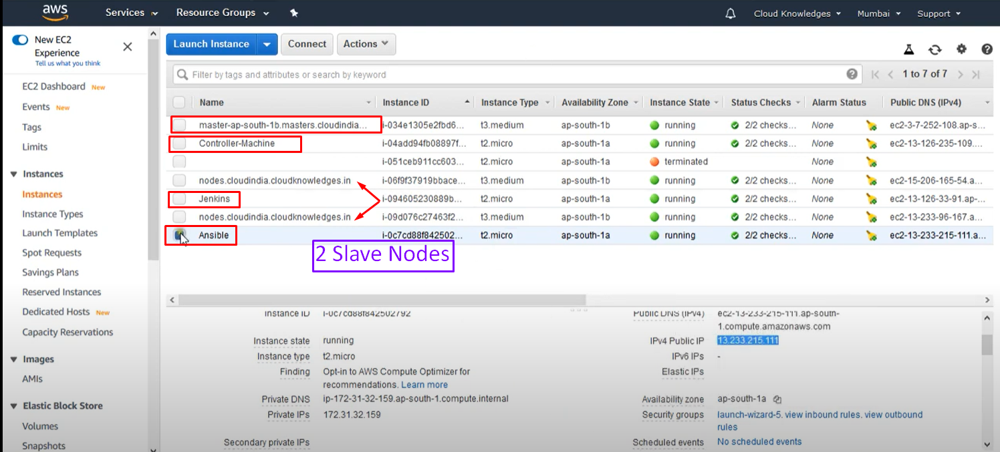 aws Services Resource Groups Cloud Knowledges Mumbai Support
New EC2
Experience
Tell us what you think
EC2 Dashboard New
Events New
Tags
Limits
Instances
Instances
Instance Types
Launch Templates
Spot Requests
Savings Plans
Reserved Instances
Dedicated Hosts New
Capacity Reservations
Images
AMIs
Elastic Block Store
Volumes
Snapshots
Launch Instance Connect Actions
Filter by tags and attributes or search by keyword 1 to 7 of 7
Name Instance ID Instance Type Availability Zone Instance State Status Checks Alarm Status Public DNS (IPv4)
master-ap-south-1b.masters.cloudindia... i-034e1305e2fbd6... t3.medium ap-south-1b running 2/2 checks... None ec2-3-7-252-108.ap-s...
Controller-Machine i-04add94fb08897f... t2.micro ap-south-1a running 2/2 checks... None ec2-13-126-235-109....
i-051ceb911cc603... t2.micro ap-south-1a terminated None
nodes.cloudindia.cloudknowledges.in i-06f9f37919bbace... t3.medium ap-south-1b running 2/2 checks... None ec2-15-206-165-54.a...
Jenkins i-094605230889b... t2.micro ap-south-1a running 2/2 checks... None ec2-13-126-33-91.ap-...
nodes.cloudindia.cloudknowledges.in i-09d076c27463f2... t3.medium ap-south-1b running 2/2 checks... None ec2-13-233-96-167.a...
Ansible i-0c7cd88f842502... t2.micro ap-south-1a running 2/2 checks... None ec2-13-233-215-111.a...
2 Slave Nodes
Instance ID i-0c7cd88f842502792
Instance state running
Instance type t2.micro
Finding Opt-in to AWS Compute Optimizer for
recommendations. Learn more
Private DNS ip-172-31-32-159.ap-south-1.compute.internal
Private IPs 172.31.32.159
Secondary private IPs
Public DNS (IPv4) ec2-13-233-215-111.ap-south-
1.compute.amazonaws.com
IPv4 Public IP 13.233.215.111
IPv6 IPs -
Elastic IPs
Availability zone ap-south-1a
Security groups launch-wizard-5. view inbound rules. view outbound
rules
Scheduled events No scheduled events